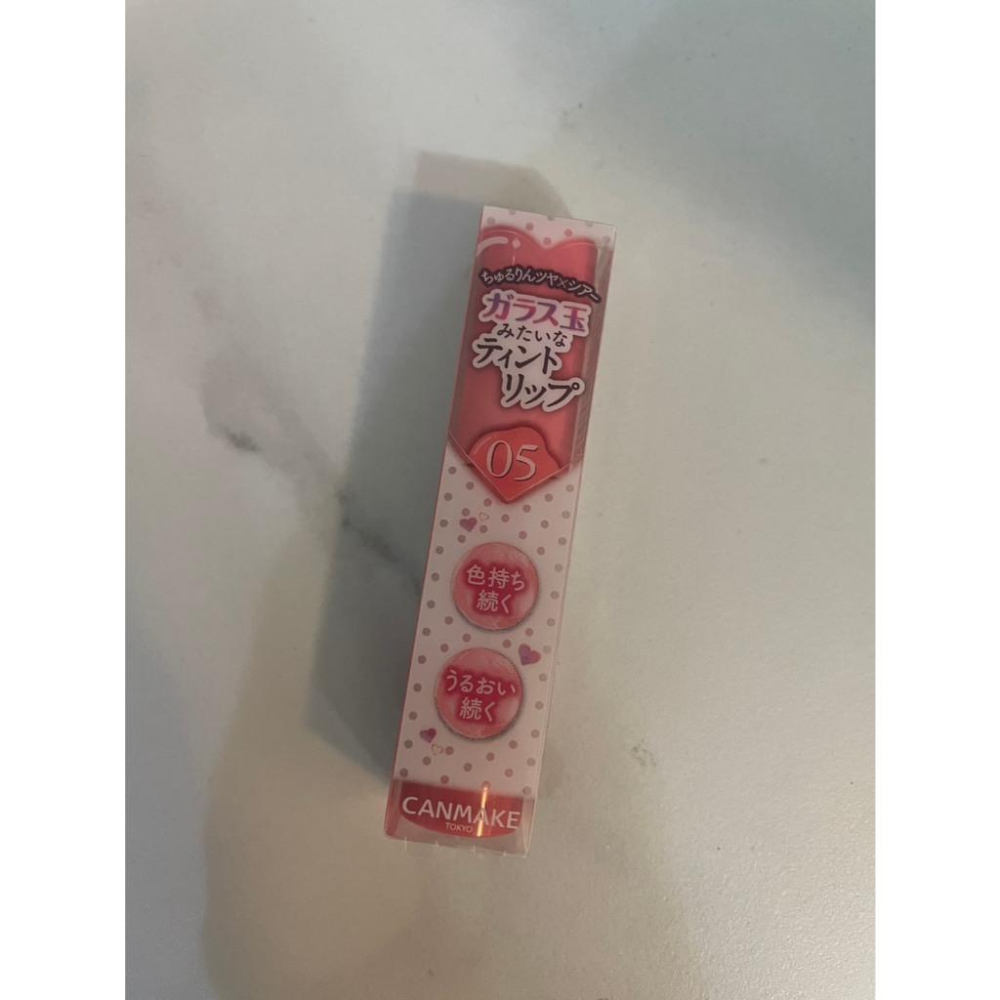 ちゅるりんツヤ×シアー
ガラス玉
みたいな
ティント
リップ
05
色持ち
続く
うるおい
続く
CANMAKE
TOKYO